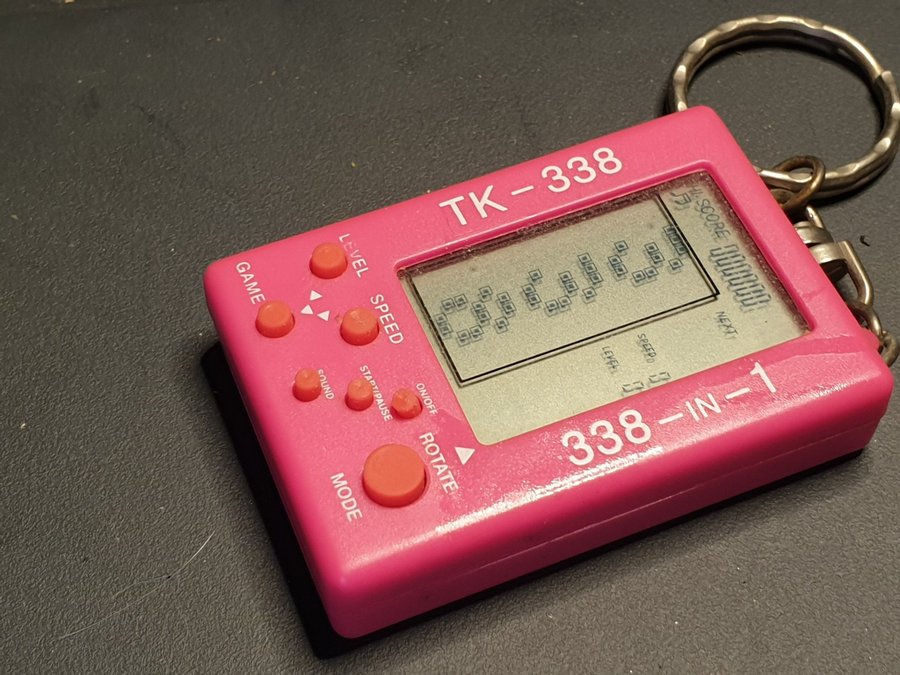 TK-338
HI-SCORE
NEXT
SPEED
LEVEL
338-IN-1
LEVEL
GAME
SPEED
SOUND
START/PAUSE
ON/OFF
ROTATE
MODE